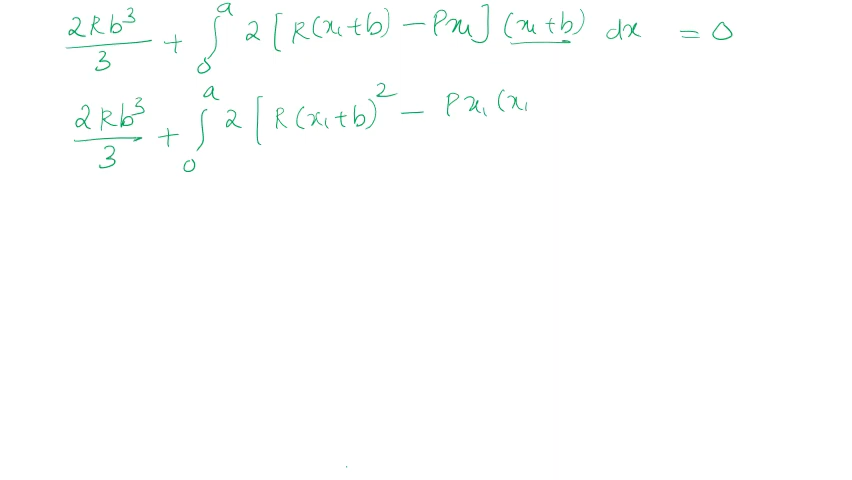 2Rb³/3 + ∫₀ᵃ 2 [R(x₁+b) − Px₁] (x₁+b) dx = 0
2Rb³/3 + ∫₀ᵃ 2 [R(x₁+b)² − Px₁ (x₁